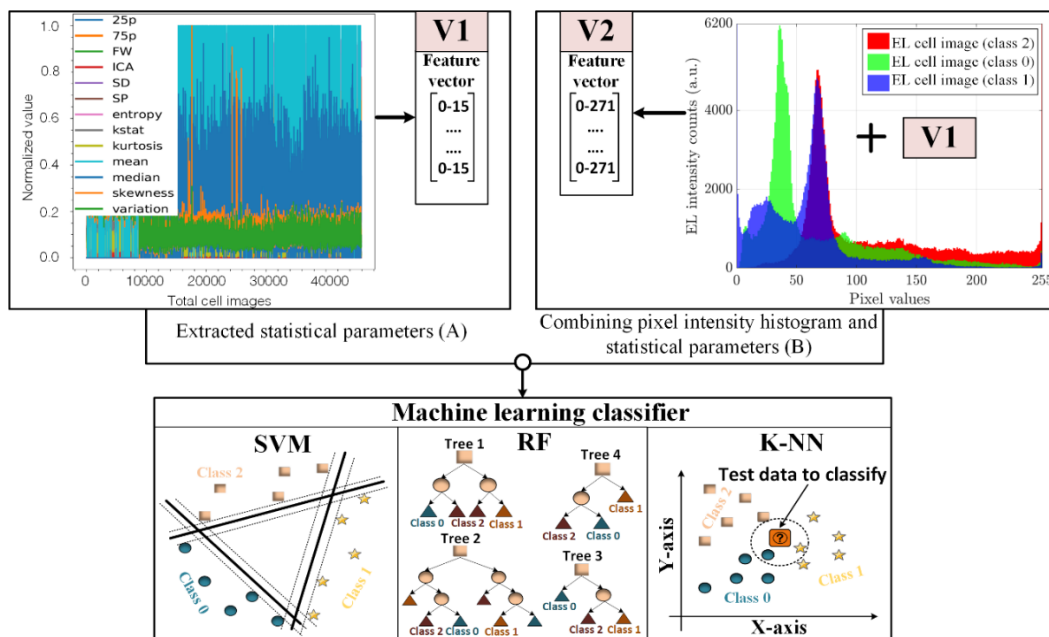 25p
75p
FW
ICA
SD
SP
entropy
kstat
kurtosis
mean
median
skewness
variation
Normalized value
1.0
0.8
0.6
0.4
0.2
0.0
0
10000
20000
30000
40000
Total cell images
V1
Feature
vector
0-15
....
....
0-15
V2
Feature
vector
0-271
....
....
0-271
EL intensity counts (a.u.)
6200
4000
2000
0
EL cell image (class 2)
EL cell image (class 0)
EL cell image (class 1)
+ V1
0
50
100
150
200
255
Pixel values
Extracted statistical parameters (A)
Combining pixel intensity histogram and
statistical parameters (B)
Machine learning classifier
SVM
Class 2
Class 0
Class 1
RF
Tree 1
Class 0
Class 2
Class 1
Tree 4
Class 1
Class 2
Class 0
Tree 2
Class 2
Class 0
Class 1
Tree 3
Class 0
Class 2
Class 1
K-NN
Test data to classify
Class 2
?
Class 1
Class 0
Y-axis
X-axis